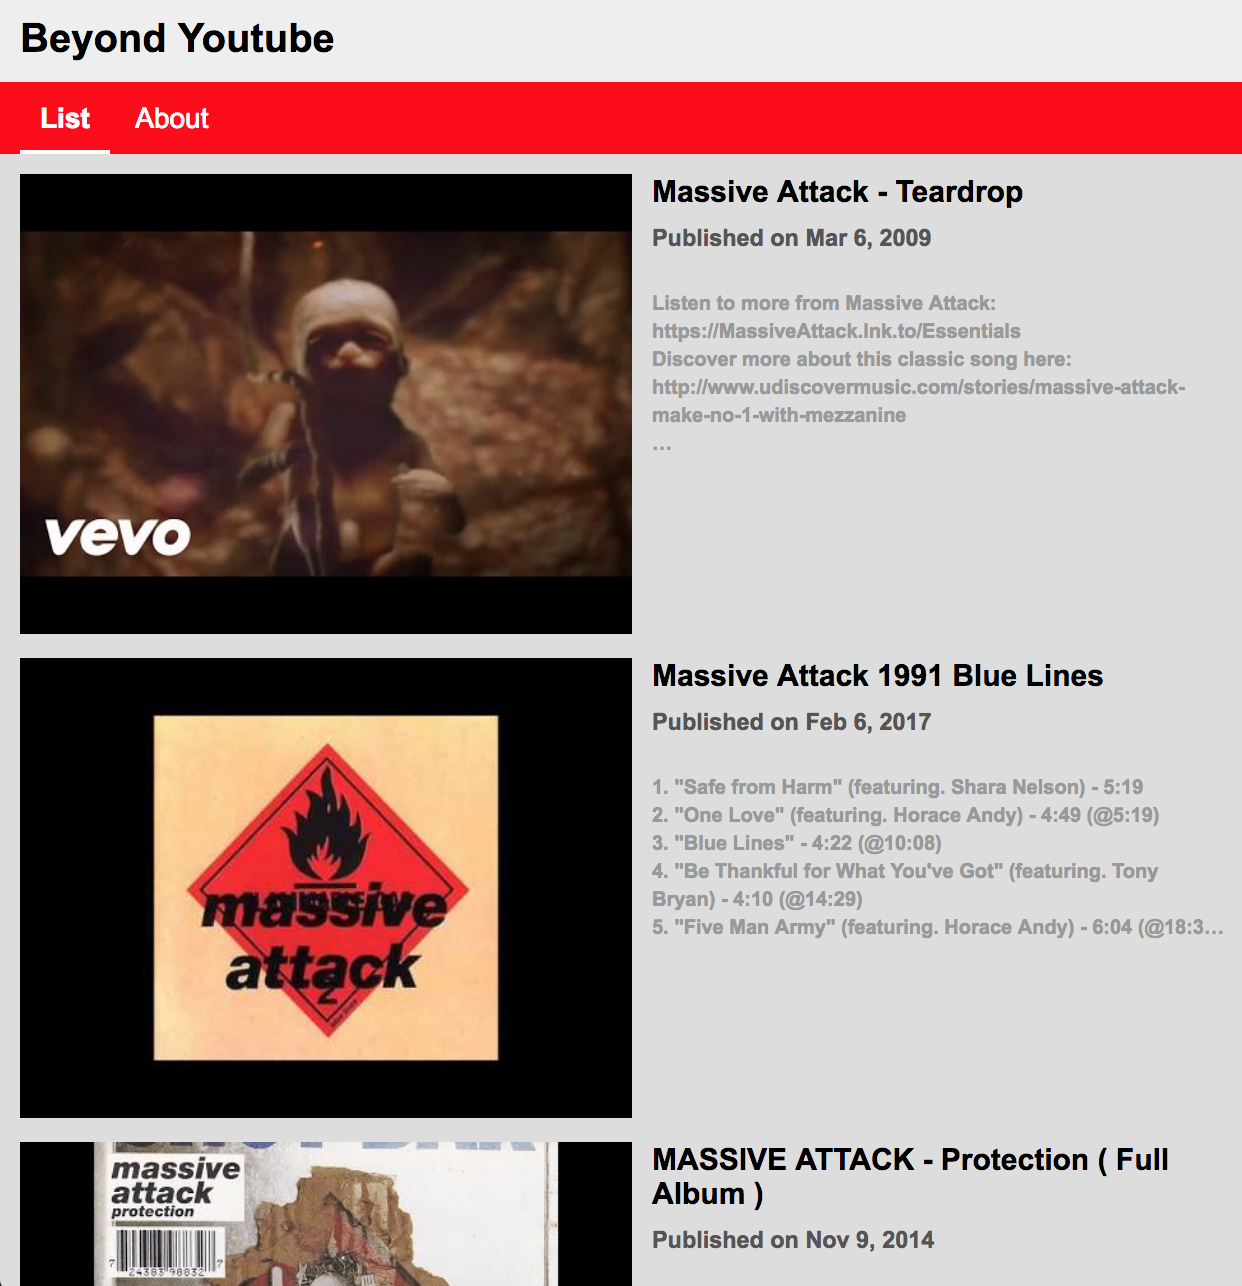 Beyond Youtube
List About
Massive Attack - Teardrop
Published on Mar 6, 2009
Listen to more from Massive Attack:
https://MassiveAttack.lnk.to/Essentials
Discover more about this classic song here:
http://www.udiscovermusic.com/stories/massive-attack-
make-no-1-with-mezzanine
...
vevo
Massive Attack 1991 Blue Lines
Published on Feb 6, 2017
1. "Safe from Harm" (featuring. Shara Nelson) - 5:19
2. "One Love" (featuring. Horace Andy) - 4:49 (@5:19)
3. "Blue Lines" - 4:22 (@10:08)
4. "Be Thankful for What You've Got" (featuring. Tony
Bryan) - 4:10 (@14:29)
5. "Five Man Army" (featuring. Horace Andy) - 6:04 (@18:3...
massive
attack
2
MASSIVE ATTACK - Protection ( Full
Album )
Published on Nov 9, 2014
massive
attack
protection
7 24383 98832 7